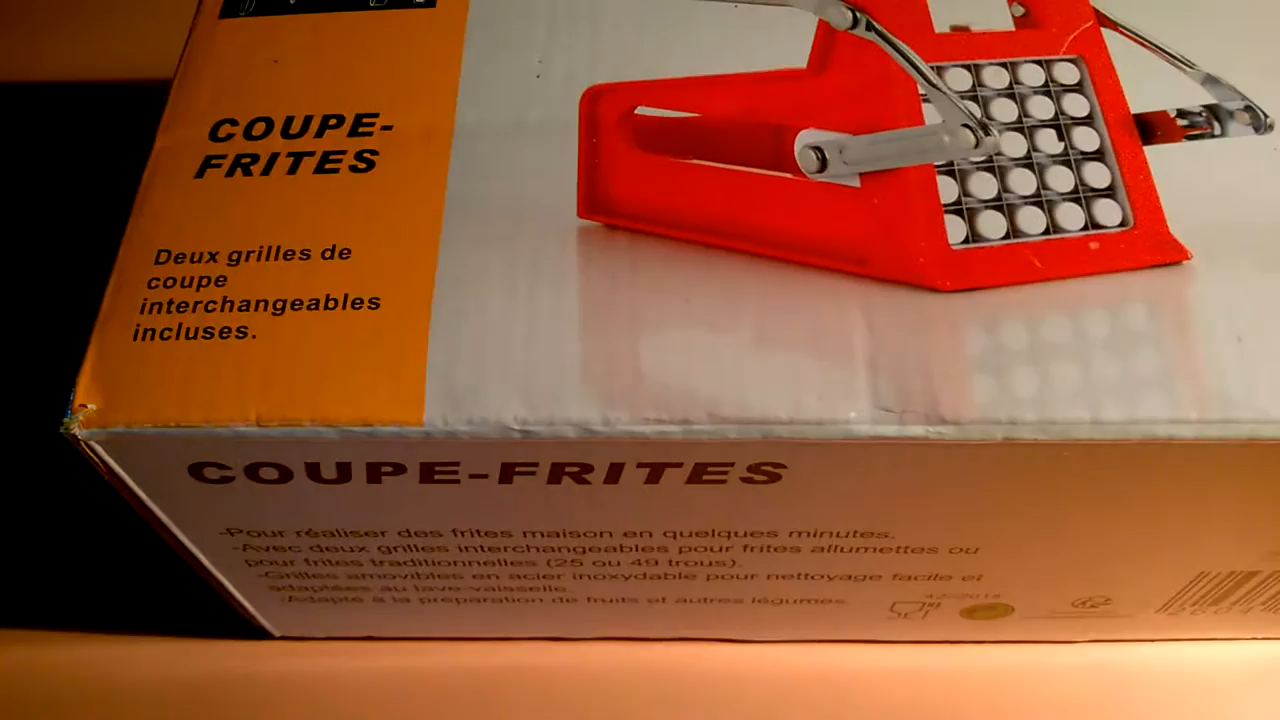 COUPE-
FRITES
Deux grilles de
coupe
interchangeables
incluses.
COUPE-FRITES
-Pour réaliser des frites maison en quelques minutes.
-Avec deux grilles interchangeables pour frites allumettes ou
pour frites traditionnelles (25 ou 49 trous).
-Grilles amovibles en acier inoxydable pour nettoyage facile et
adaptées au lave-vaisselle.
-Adapté à la préparation de fruits et autres légumes.